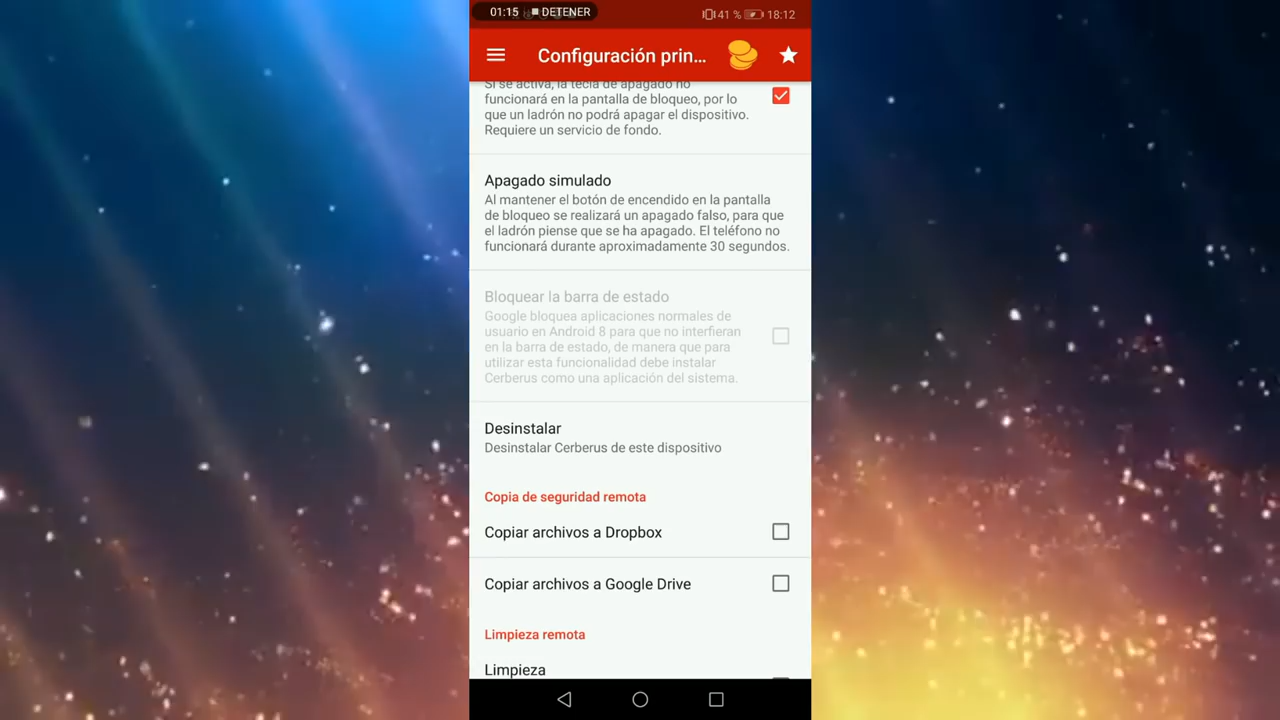 01:15 DETENER
41 % 18:12
Configuración prin...
Si se activa, la tecla de apagado no
funcionará en la pantalla de bloqueo, por lo
que un ladrón no podrá apagar el dispositivo.
Requiere un servicio de fondo.
Apagado simulado
Al mantener el botón de encendido en la pantalla
de bloqueo se realizará un apagado falso, para que
el ladrón piense que se ha apagado. El teléfono no
funcionará durante aproximadamente 30 segundos.
Bloquear la barra de estado
Google bloquea aplicaciones normales de
usuario en Android 8 para que no interfieran
en la barra de estado, de manera que para
utilizar esta funcionalidad debe instalar
Cerberus como una aplicación del sistema.
Desinstalar
Desinstalar Cerberus de este dispositivo
Copia de seguridad remota
Copiar archivos a Dropbox
Copiar archivos a Google Drive
Limpieza remota
Limpieza